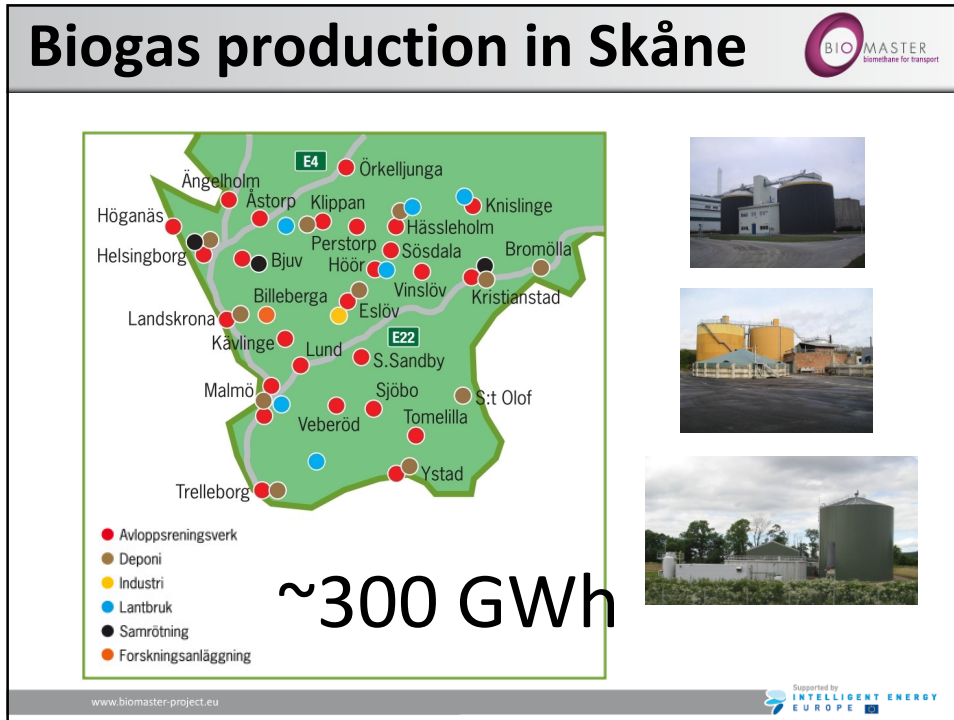 Biogas production in Skåne
BIOMASTER
biomethane for transport
E4
Örkelljunga
Ängelholm
Åstorp
Klippan
Knislinge
Höganäs
Hässleholm
Perstorp
Sösdala
Bromölla
Helsingborg
Bjuv
Höör
Vinslöv
Kristianstad
Billeberga
Eslöv
Landskrona
E22
Kävlinge
Lund
S.Sandby
Malmö
Sjöbo
S:t Olof
Veberöd
Tomelilla
Ystad
Trelleborg
Avloppsreningsverk
Deponi
Industri
Lantbruk
Samrötning
Forskningsanläggning
~300 GWh
www.biomaster-project.eu
Supported by
INTELLIGENT ENERGY
EUROPE